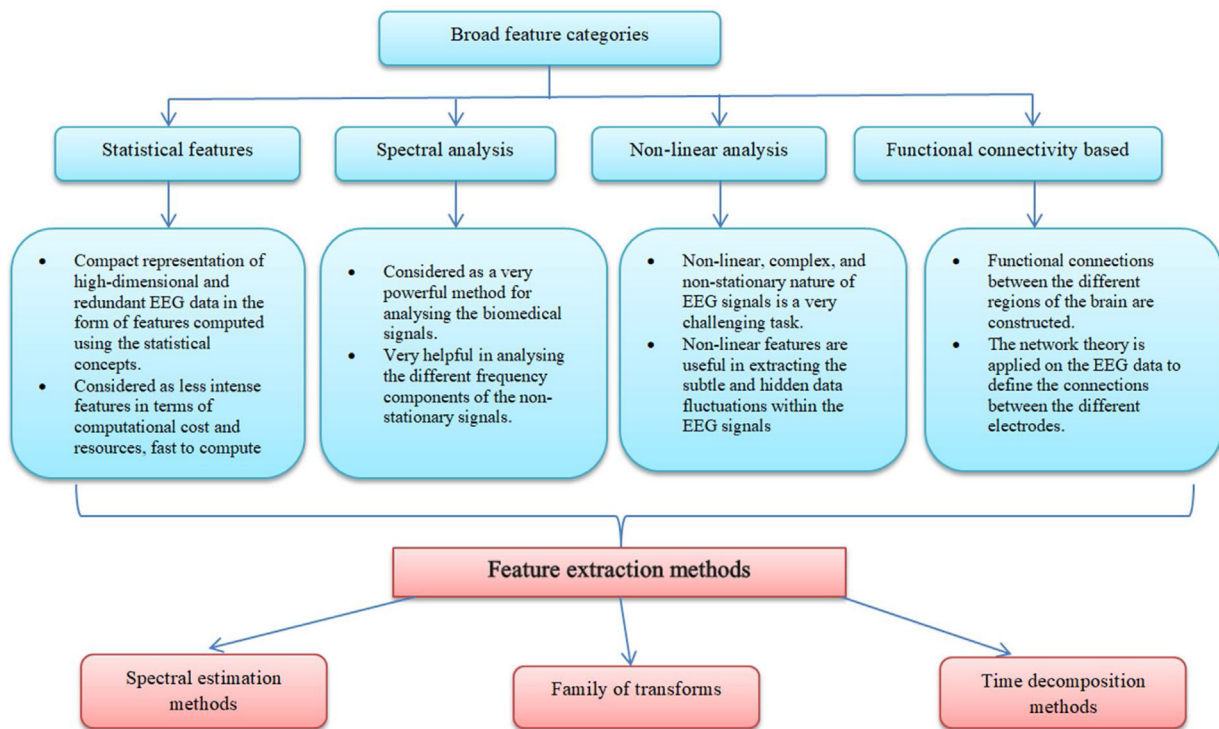 Broad feature categories
Statistical features
Spectral analysis
Non-linear analysis
Functional connectivity based
• Compact representation of
high-dimensional and
redundant EEG data in the
form of features computed
using the statistical
concepts.
• Considered as less intense
features in terms of
computational cost and
resources, fast to compute
• Considered as a very
powerful method for
analysing the biomedical
signals.
• Very helpful in analysing
the different frequency
components of the non-
stationary signals.
• Non-linear, complex, and
non-stationary nature of
EEG signals is a very
challenging task.
• Non-linear features are
useful in extracting the
subtle and hidden data
fluctuations within the
EEG signals
• Functional connections
between the different
regions of the brain are
constructed.
• The network theory is
applied on the EEG data to
define the connections
between the different
electrodes.
Feature extraction methods
Spectral estimation
methods
Family of transforms
Time decomposition
methods